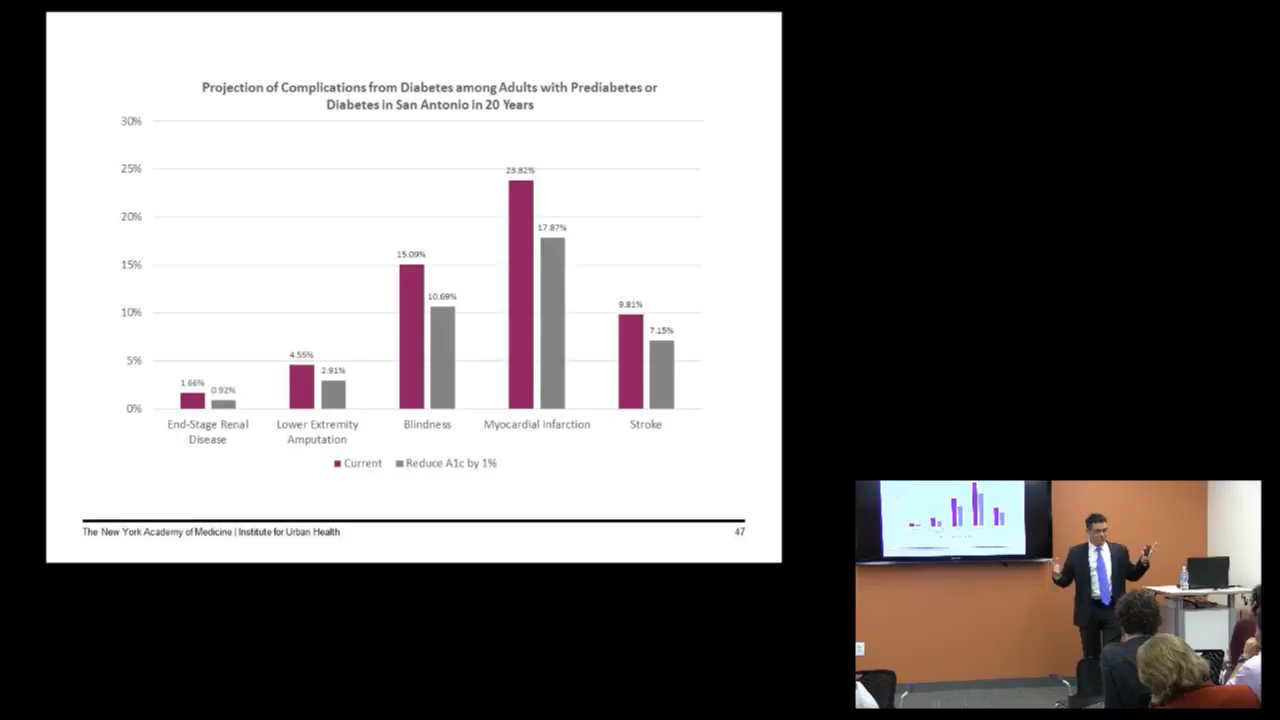 Projection of Complications from Diabetes among Adults with Prediabetes or
Diabetes in San Antonio in 20 Years
30%
25%
20%
15%
10%
5%
0%
1.66%
0.92%
4.55%
2.91%
15.09%
10.69%
23.82%
17.87%
9.81%
7.15%
End-Stage Renal
Disease
Lower Extremity
Amputation
Blindness
Myocardial Infarction
Stroke
Current
Reduce A1c by 1%
The New York Academy of Medicine | Institute for Urban Health
47